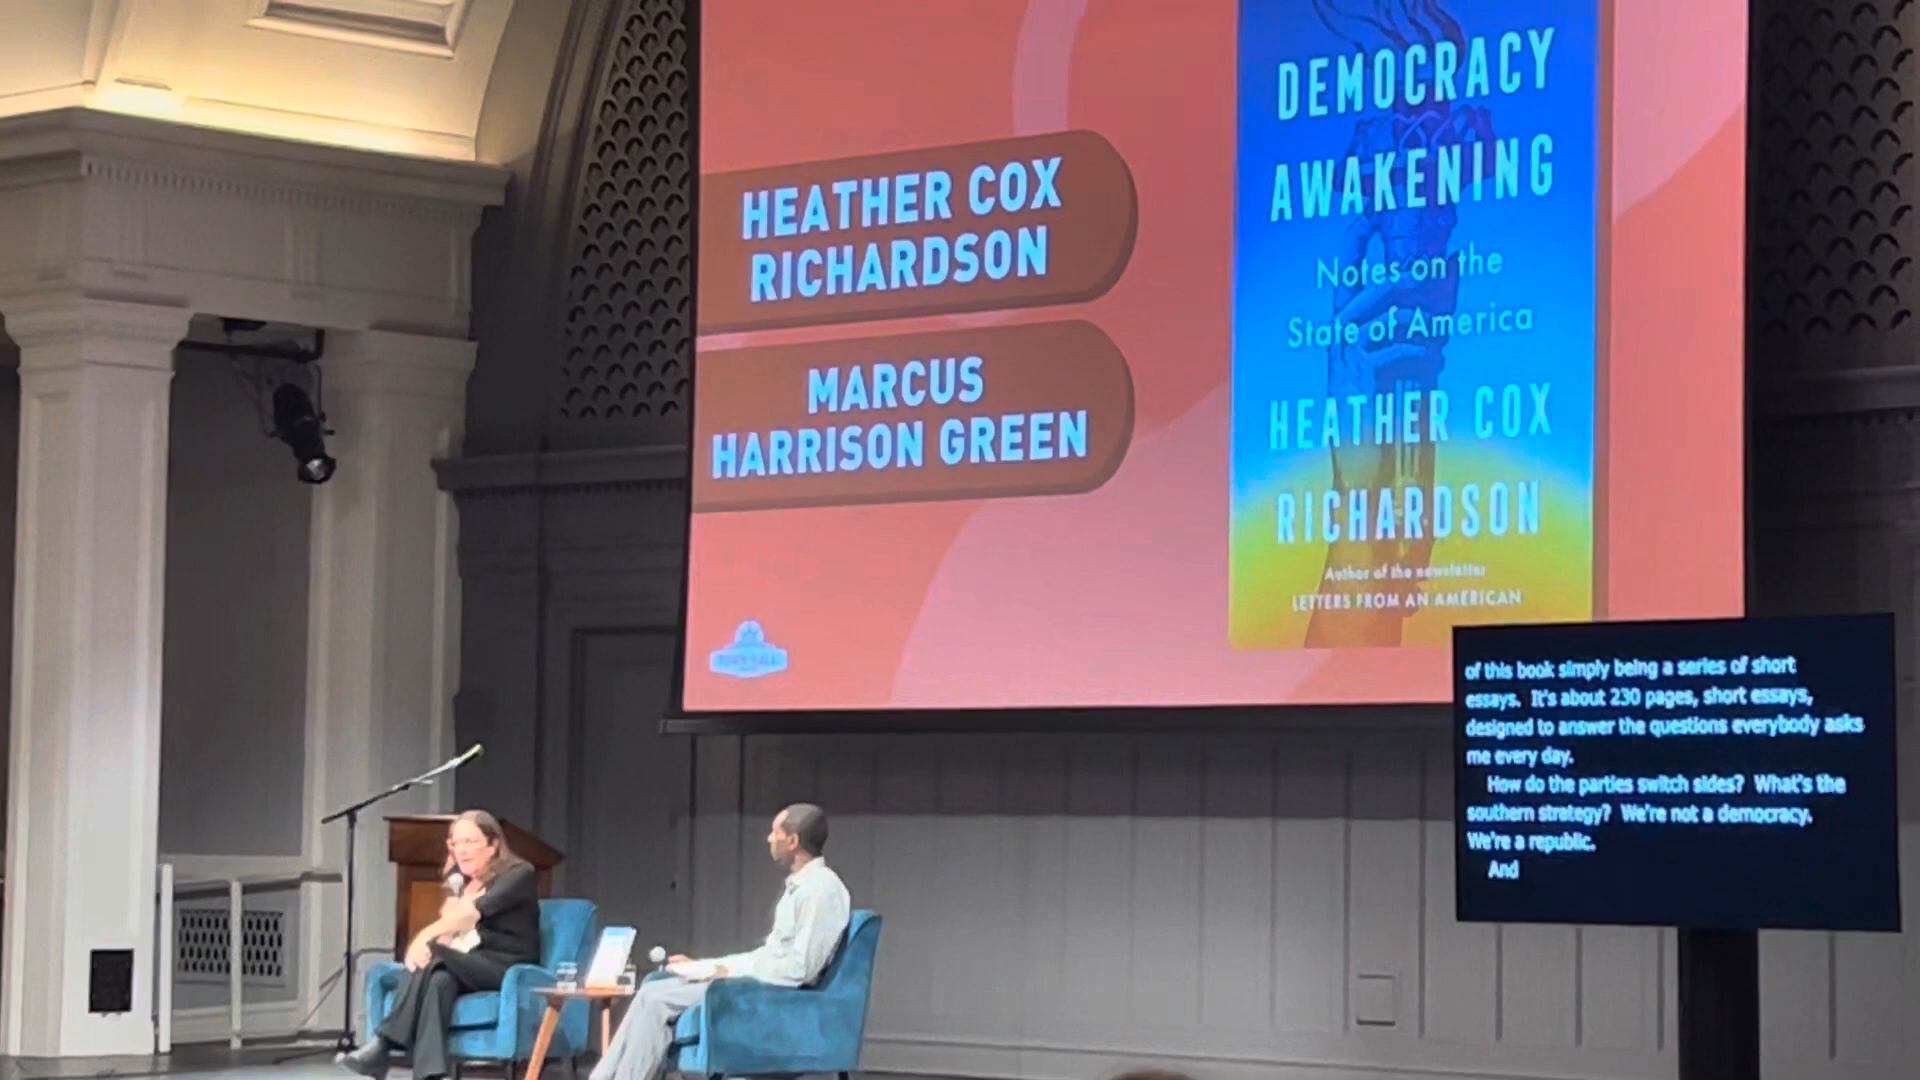 HEATHER COX
RICHARDSON
MARCUS
HARRISON GREEN
DEMOCRACY
AWAKENING
Notes on the
State of America
HEATHER COX
RICHARDSON
Author of the newsletter
LETTERS FROM AN AMERICAN
TOWN HALL
of this book simply being a series of short
essays. It's about 230 pages, short essays,
designed to answer the questions everybody asks
me every day.
How do the parties switch sides? What's the
southern strategy? We're not a democracy.
We're a republic.
And